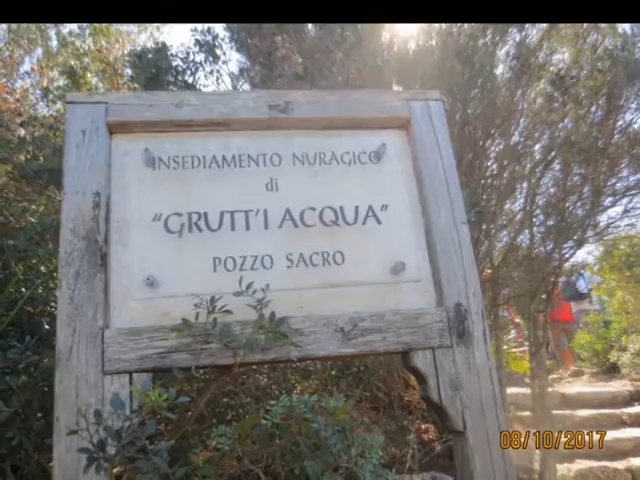 INSEDIAMENTO NURAGICO
di
"GRUTT'I ACQUA"
POZZO SACRO
08/10/2017